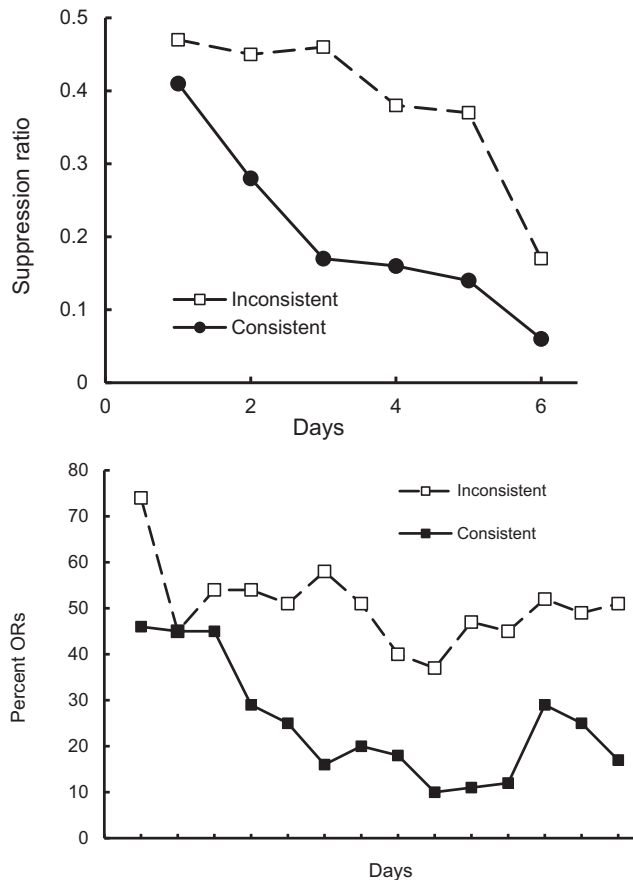 0.5
0.4
0.3
0.2
0.1
0
Suppression ratio
Inconsistent
Consistent
0 2 4 6
Days
80
70
60
50
40
30
20
10
0
Percent ORs
Inconsistent
Consistent
Days